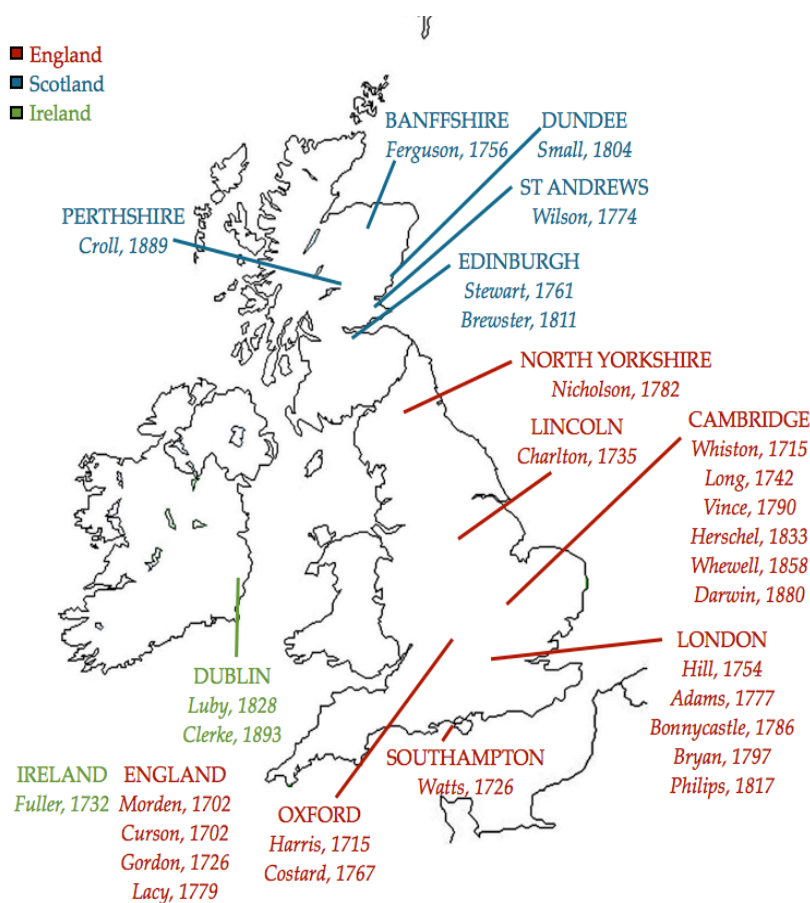 England
Scotland
Ireland
BANFFSHIRE
Ferguson, 1756
DUNDEE
Small, 1804
ST ANDREWS
Wilson, 1774
PERTHSHIRE
Croll, 1889
EDINBURGH
Stewart, 1761
Brewster, 1811
NORTH YORKSHIRE
Nicholson, 1782
LINCOLN
Charlton, 1735
CAMBRIDGE
Whiston, 1715
Long, 1742
Vince, 1790
Herschel, 1833
Whewell, 1858
Darwin, 1880
LONDON
Hill, 1754
Adams, 1777
Bonnycastle, 1786
Bryan, 1797
Philips, 1817
DUBLIN
Luby, 1828
Clerke, 1893
SOUTHAMPTON
Watts, 1726
IRELAND
Fuller, 1732
ENGLAND
Morden, 1702
Curson, 1702
Gordon, 1726
Lacy, 1779
OXFORD
Harris, 1715
Costard, 1767